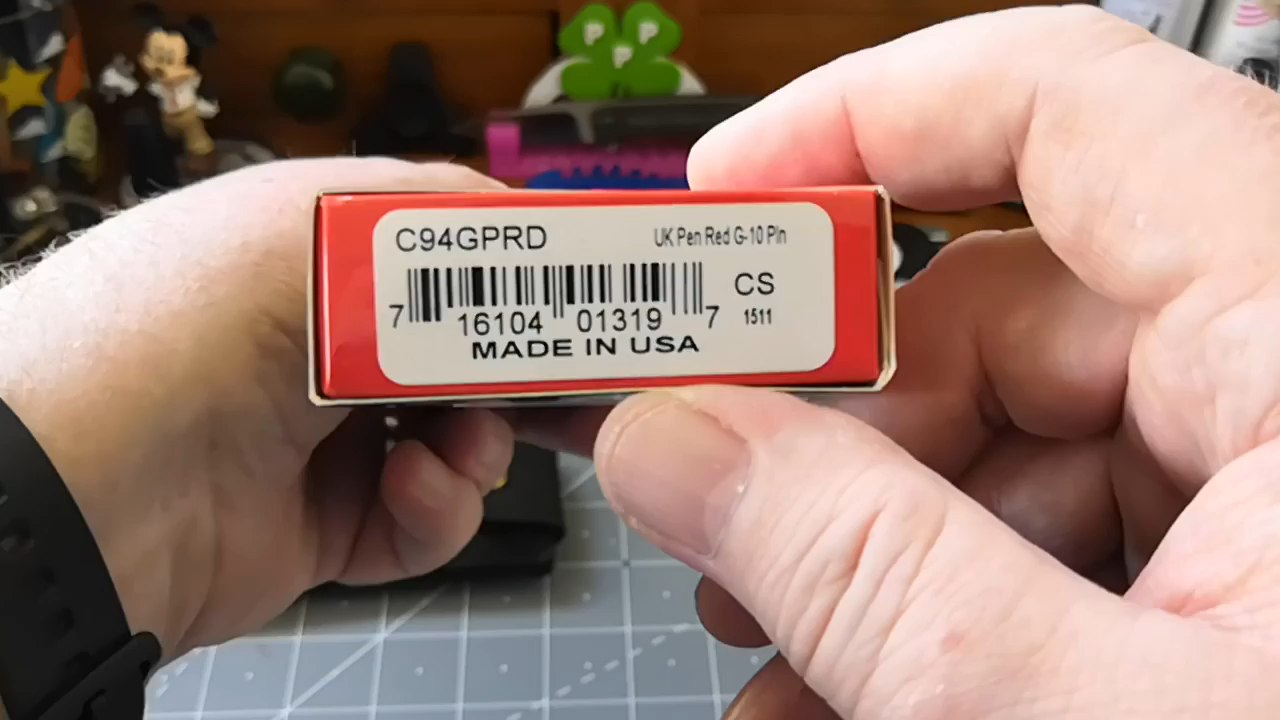 P P
P
C94GPRD UK Pen Red G-10 Pin
CS
7 16104 01319 7 1511
MADE IN USA